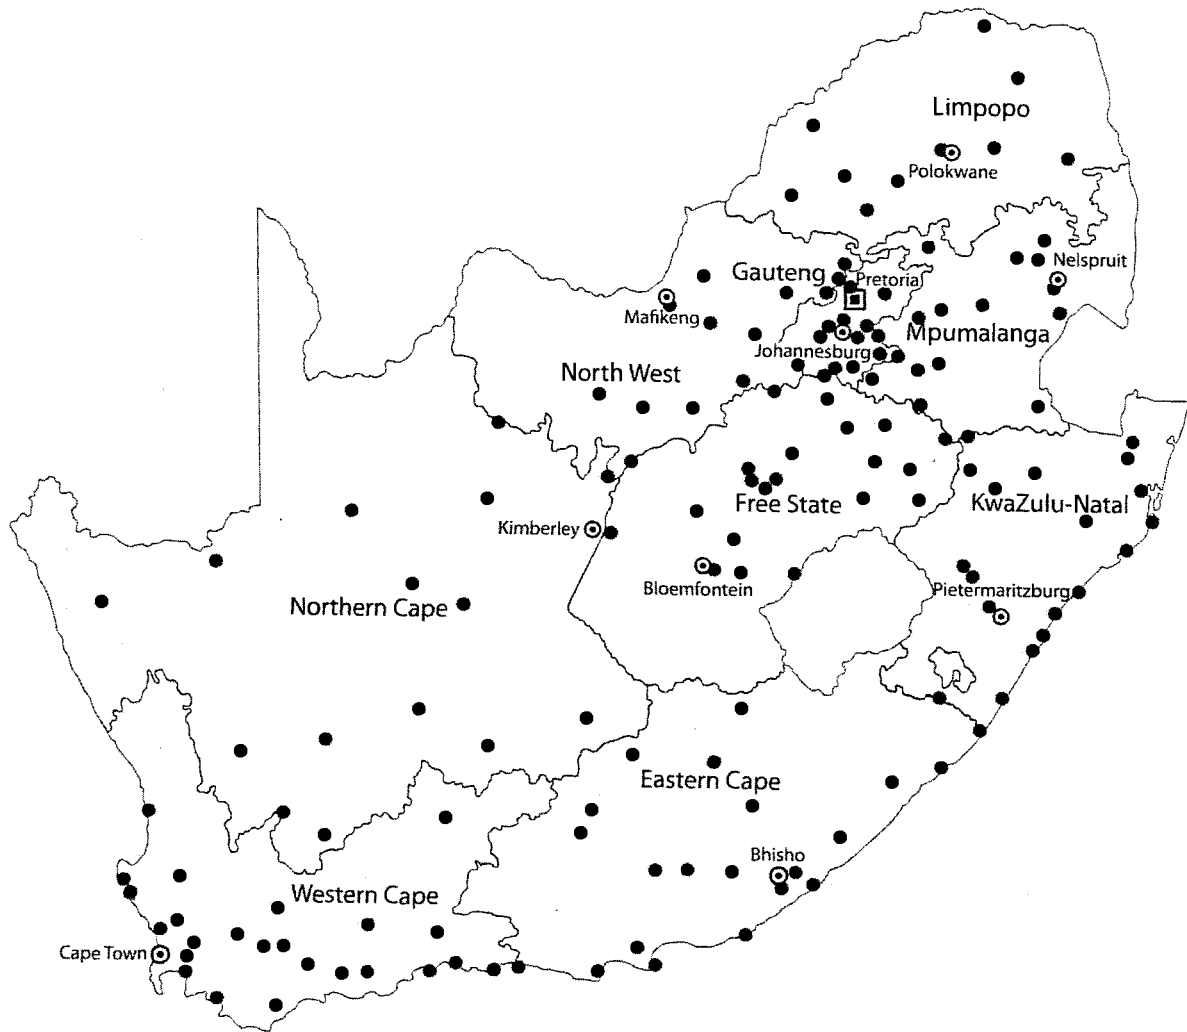 Limpopo
Polokwane
Gauteng
Pretoria
Nelspruit
Mafikeng
Mpumalanga
Johannesburg
North West
Free State
KwaZulu-Natal
Kimberley
Bloemfontein
Pietermaritzburg
Northern Cape
Eastern Cape
Bhisho
Western Cape
Cape Town